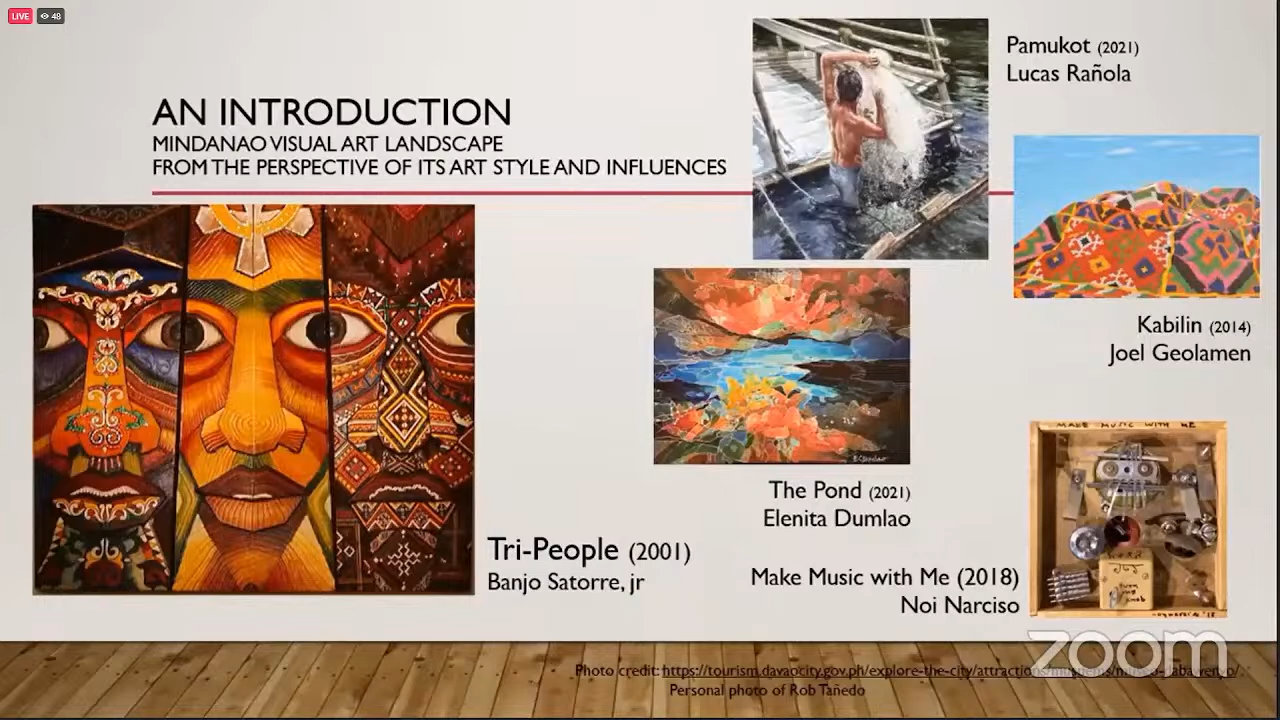 LIVE 48
AN INTRODUCTION
MINDANAO VISUAL ART LANDSCAPE
FROM THE PERSPECTIVE OF ITS ART STYLE AND INFLUENCES
Pamukot (2021)
Lucas Rañola
Kabilin (2014)
Joel Geolamen
The Pond (2021)
Elenita Dumlao
Tri-People (2001)
Banjo Satorre, jr
Make Music with Me (2018)
Noi Narciso
MAKE MUSIC WITH ME
zoom
Photo credit: https://tourism.davaocity.gov.ph/explore-the-city/attractions/museums/museo-dabawenyo/.
Personal photo of Rob Tañedo